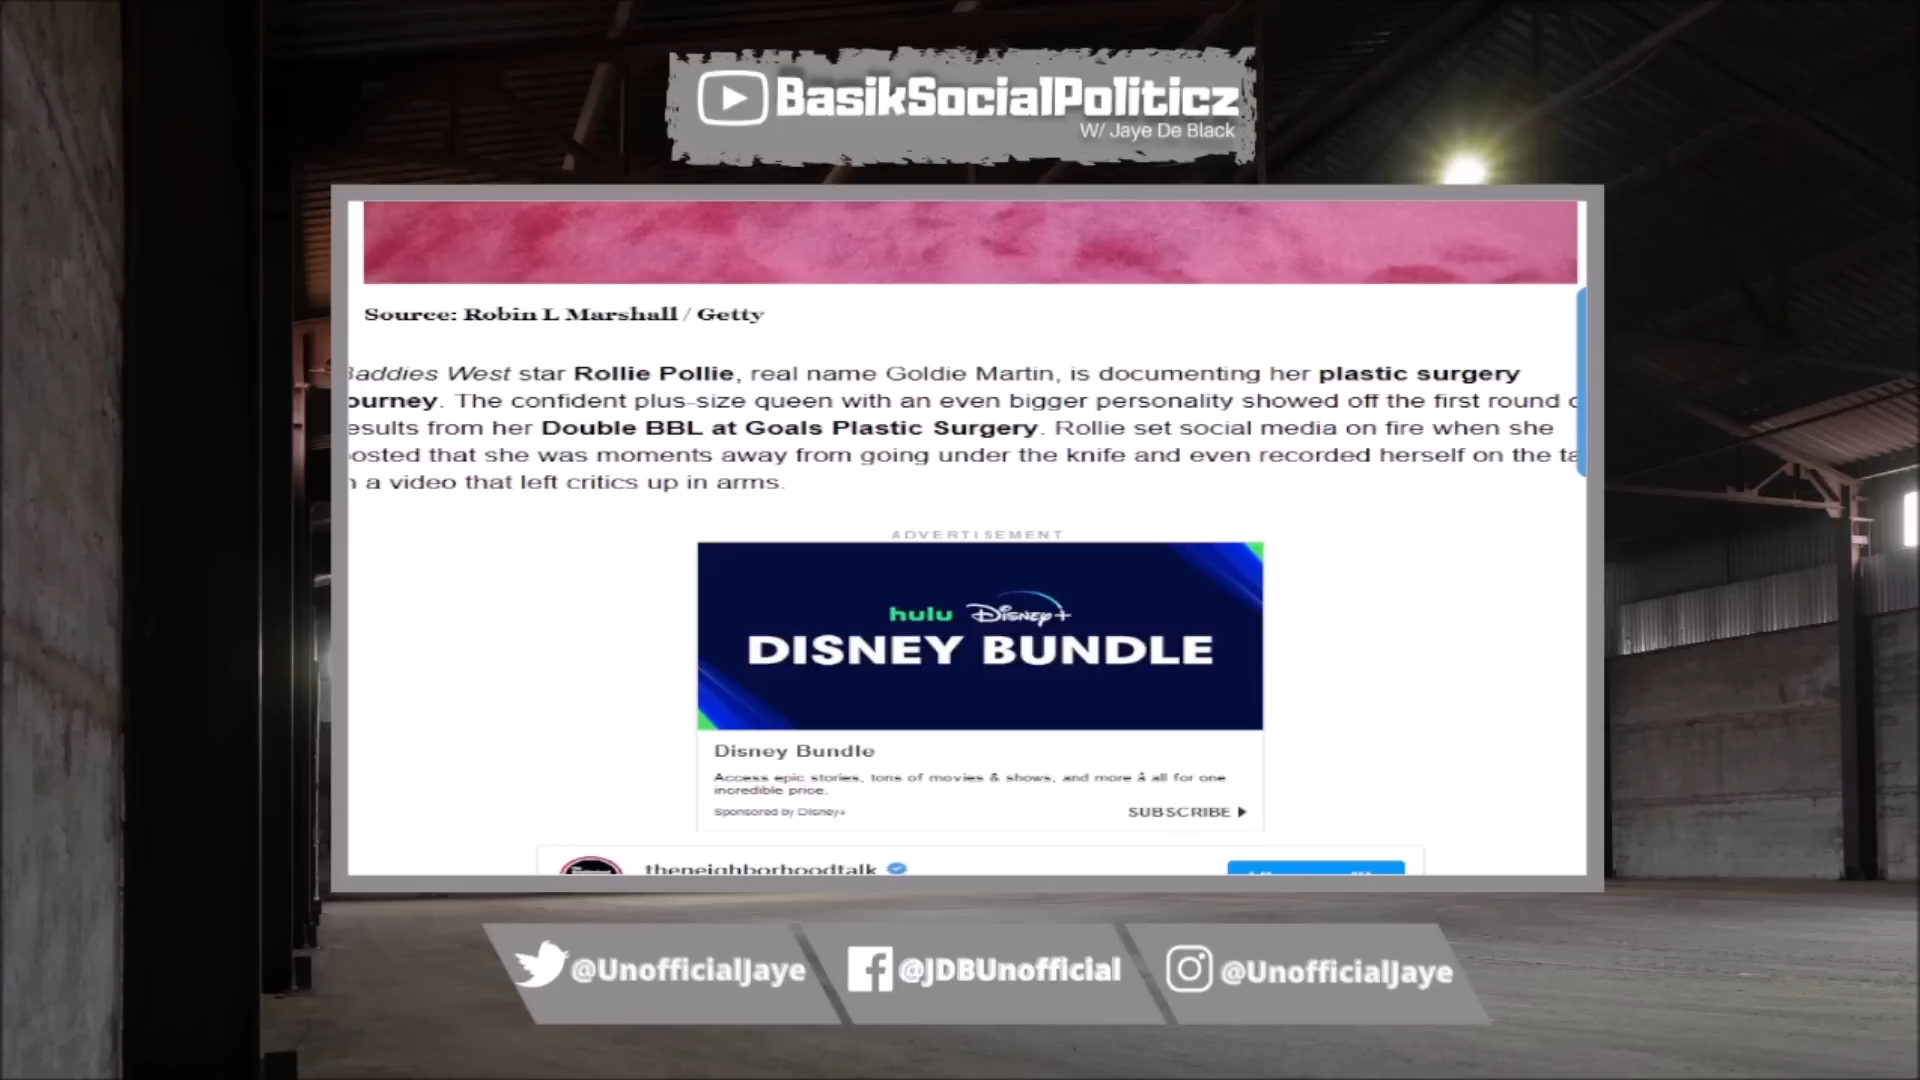 BasikSocialPoliticz
W/ Jaye De Black
Source: Robin L Marshall / Getty
Baddies West star Rollie Pollie, real name Goldie Martin, is documenting her plastic surgery
ourney. The confident plus-size queen with an even bigger personality showed off the first round
esults from her Double BBL at Goals Plastic Surgery. Rollie set social media on fire when she
osted that she was moments away from going under the knife and even recorded herself on the ta
a video that left critics up in arms.
ADVERTISEMENT
hulu Disney+
DISNEY BUNDLE
Disney Bundle
Access epic stories, tons of movies & shows, and more â all for one
incredible price.
Sponsored by Disney+
SUBSCRIBE
theneighborhoodtalk
@UnofficialJaye
@JDBUnofficial
@UnofficialJaye